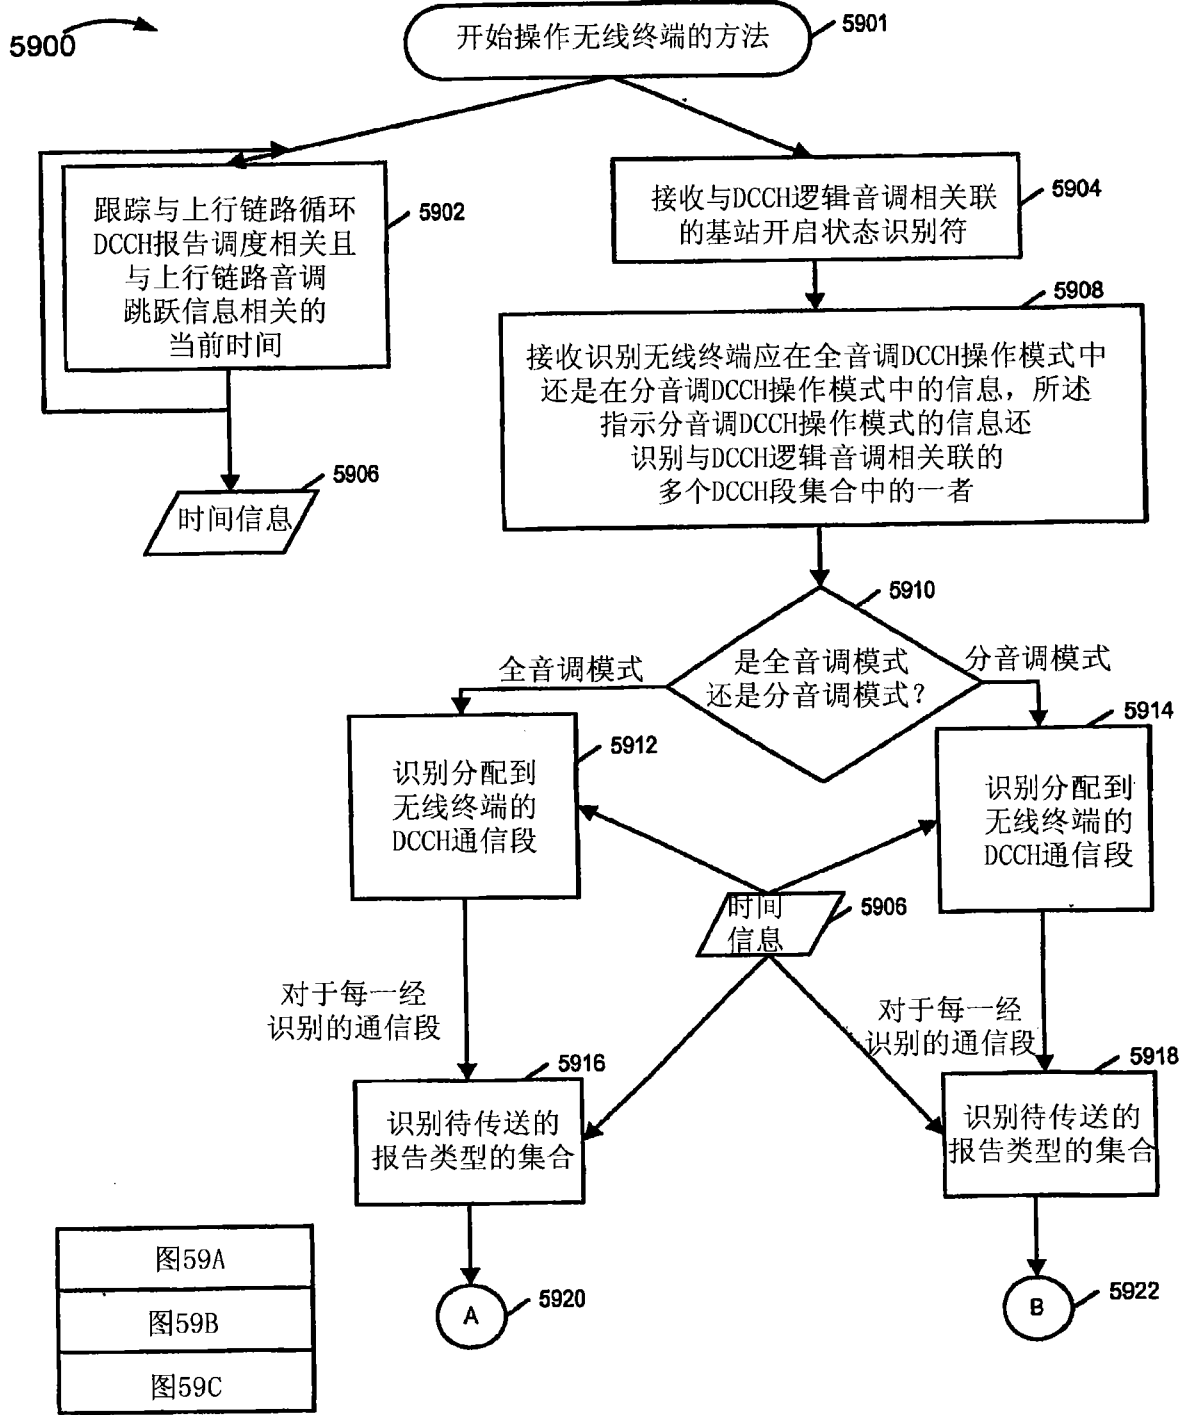 5900
开始操作无线终端的方法
5901
跟踪与上行链路循环
DCCH报告调度相关且
与上行链路音调
跳跃信息相关的
当前时间
5902
接收与DCCH逻辑音调相关联
的基站开启状态识别符
5904
时间信息
5906
5908
接收识别无线终端应在全音调DCCH操作模式中
还是在分音调DCCH操作模式中的信息，所述
指示分音调DCCH操作模式的信息还
识别与DCCH逻辑音调相关联的
多个DCCH段集合中的一者
5910
是全音调模式
还是分音调模式？
全音调模式
分音调模式
5912
识别分配到
无线终端的
DCCH通信段
5914
识别分配到
无线终端的
DCCH通信段
时间
信息
5906
对于每一经
识别的通信段
对于每一经
识别的通信段
5916
识别待传送的
报告类型的集合
5918
识别待传送的
报告类型的集合
A
5920
B
5922
图59A
图59B
图59C